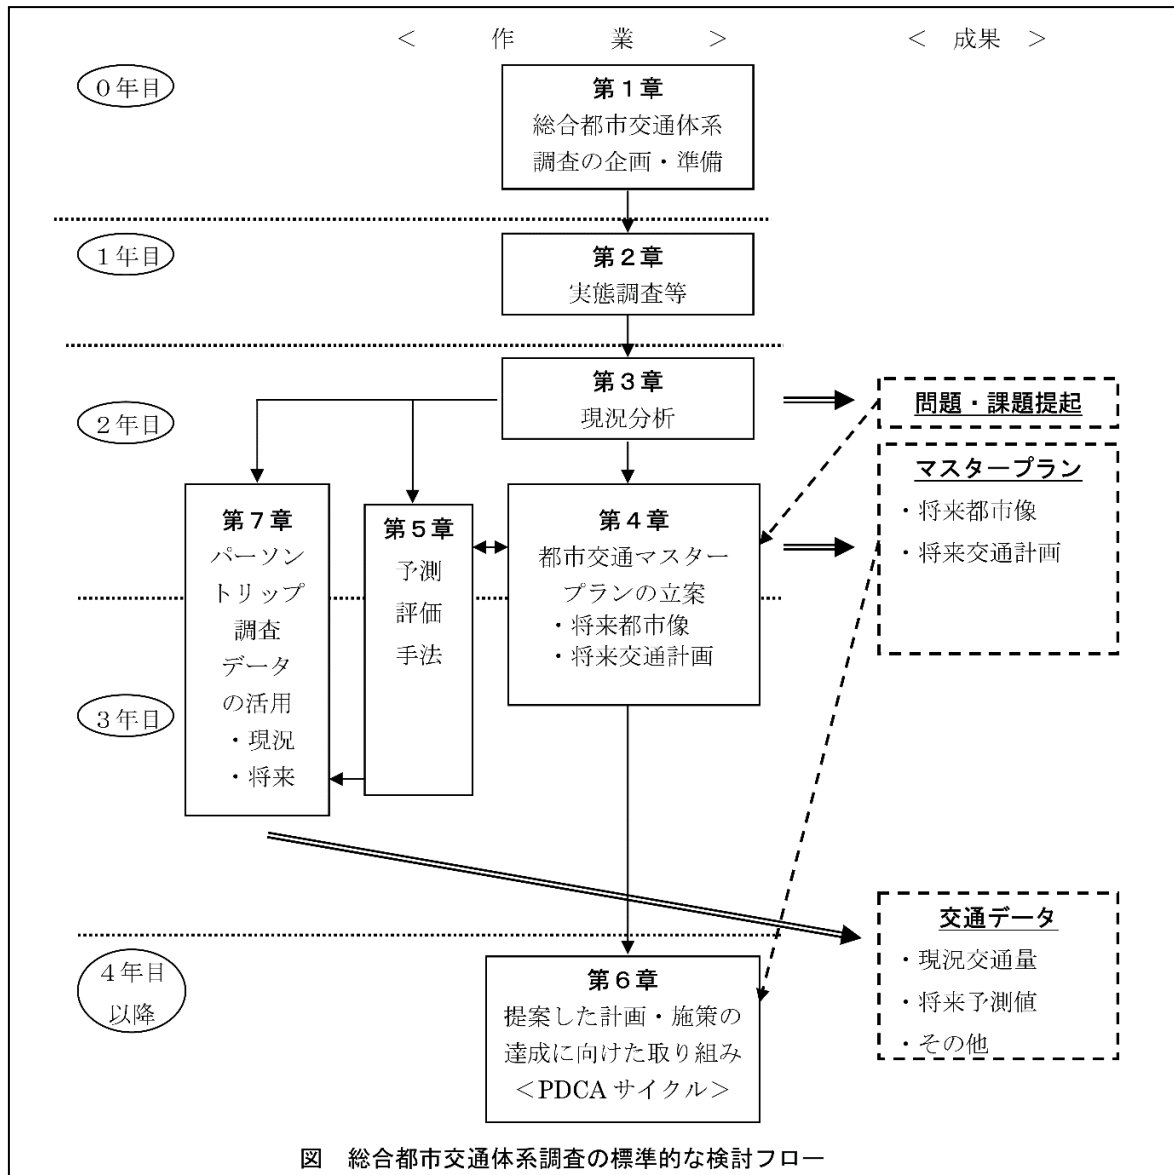 ＜ 作 業 ＞
＜ 成果 ＞
０年目
第１章
総合都市交通体系
調査の企画・準備
１年目
第２章
実態調査等
２年目
第３章
現況分析
問題・課題提起
マスタープラン
・将来都市像
・将来交通計画
第７章
パーソン
トリップ
調査
データ
の活用
・現況
・将来
第５章
予測
評価
手法
第４章
都市交通マスター
プランの立案
・将来都市像
・将来交通計画
３年目
交通データ
・現況交通量
・将来予測値
・その他
４年目
以降
第６章
提案した計画・施策の
達成に向けた取り組み
＜PDCA サイクル＞
図　総合都市交通体系調査の標準的な検討フロー